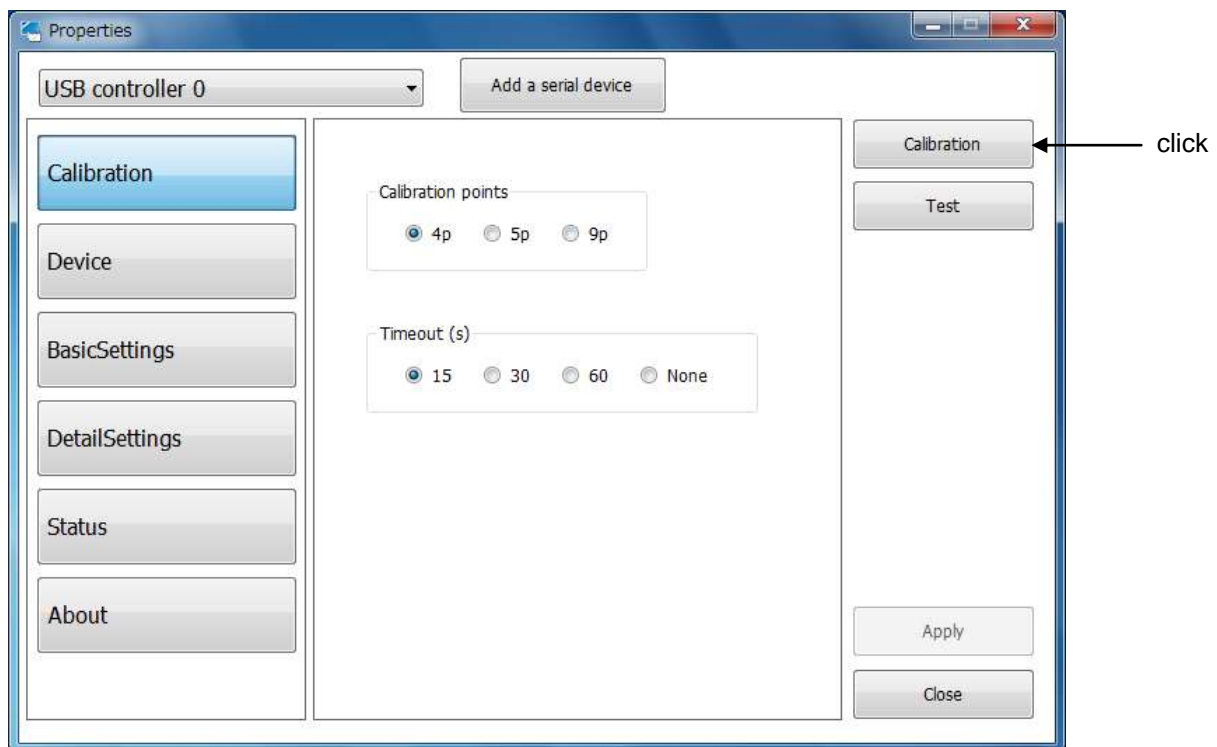 Properties
USB controller 0
Add a serial device
Calibration
Device
BasicSettings
DetailSettings
Status
About
Calibration points
4p 5p 9p
Timeout (s)
15 30 60 None
Calibration
click
Test
Apply
Close